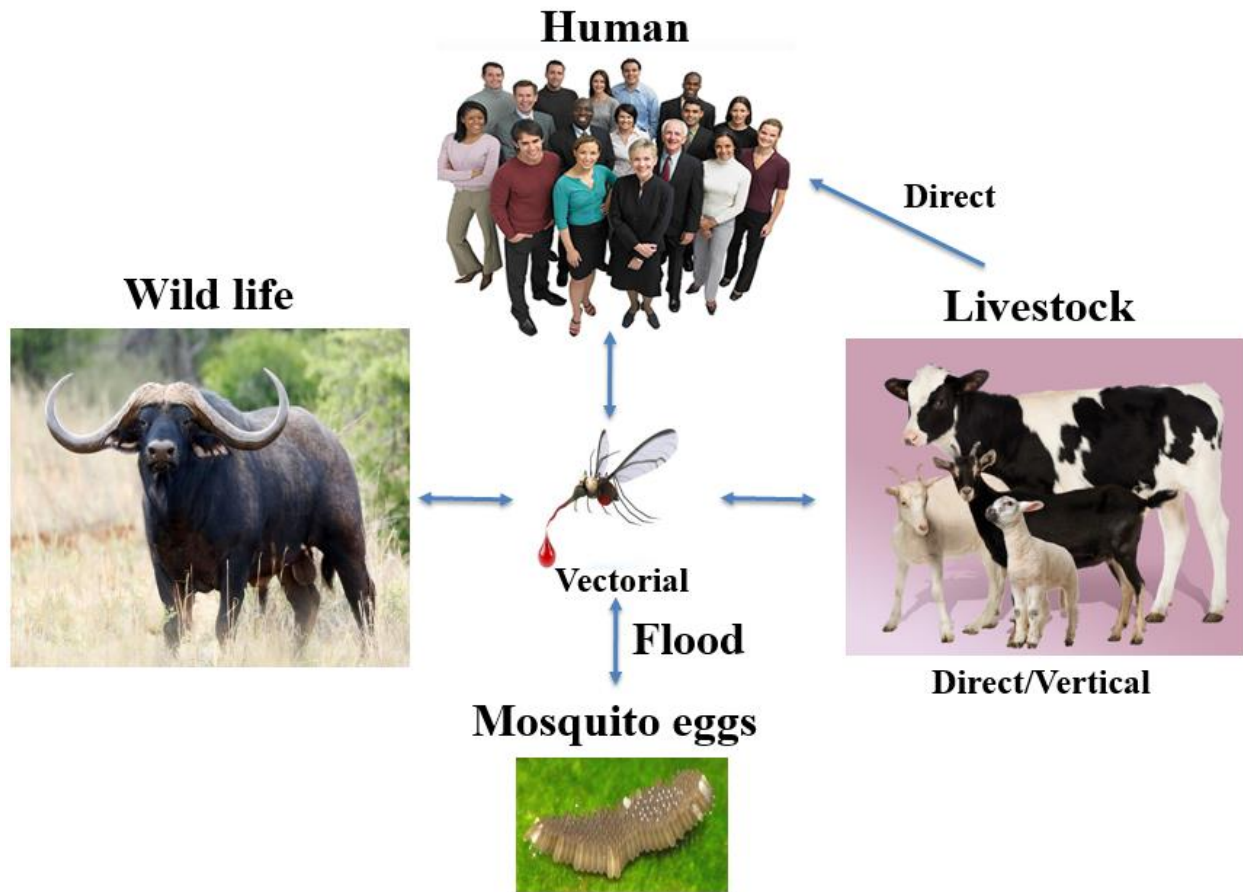 Human
Direct
Wild life
Livestock
Vectorial
Flood
Direct/Vertical
Mosquito eggs